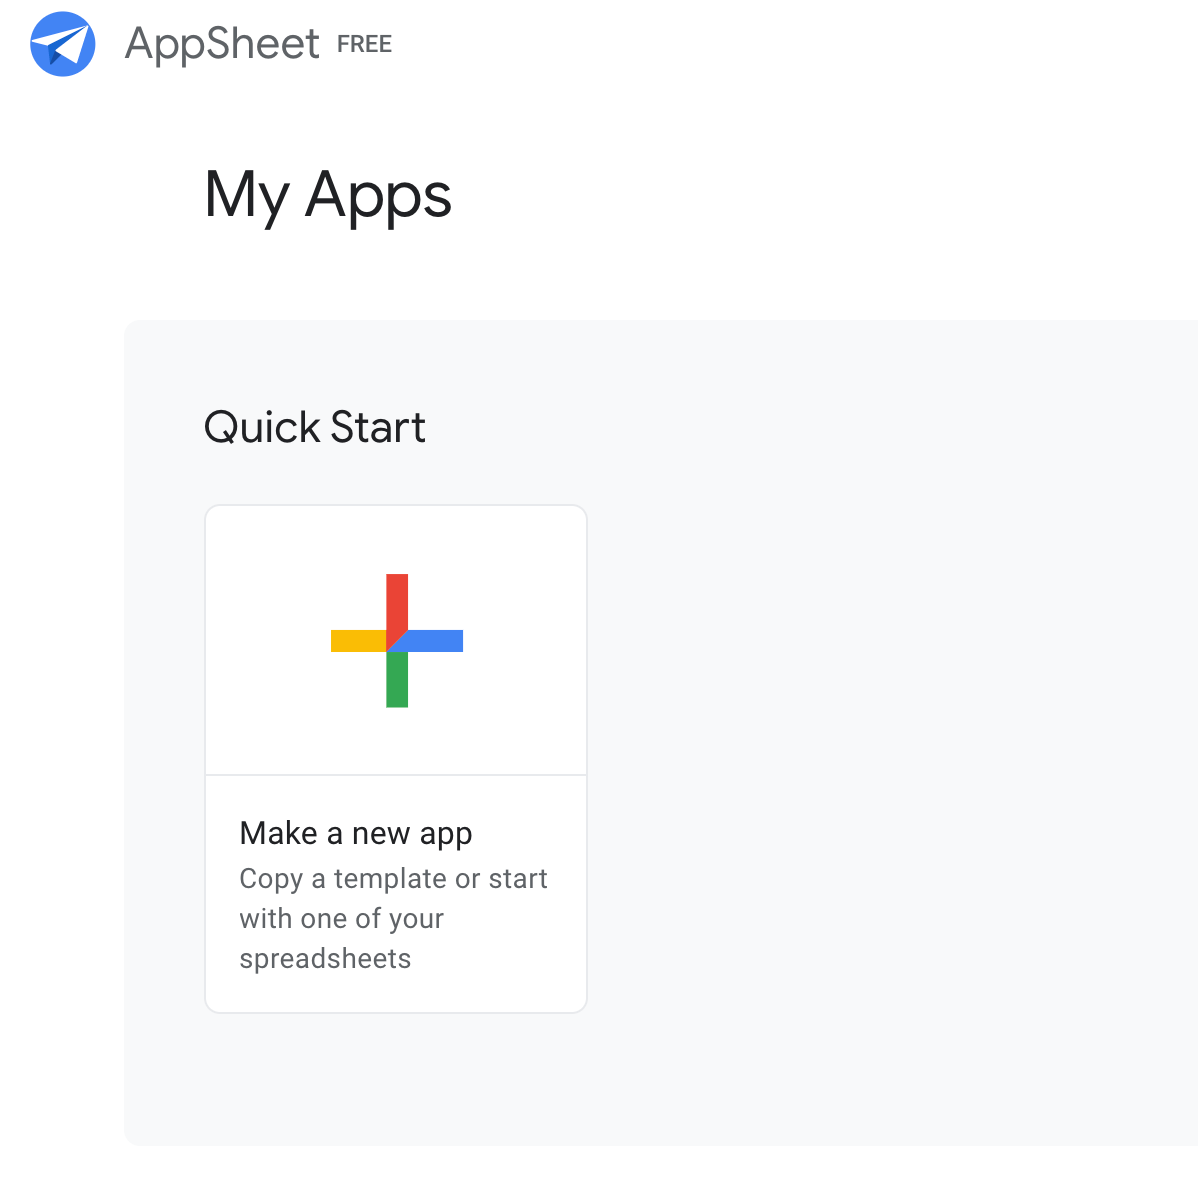 AppSheet FREE
My Apps
Quick Start
Make a new app
Copy a template or start
with one of your
spreadsheets